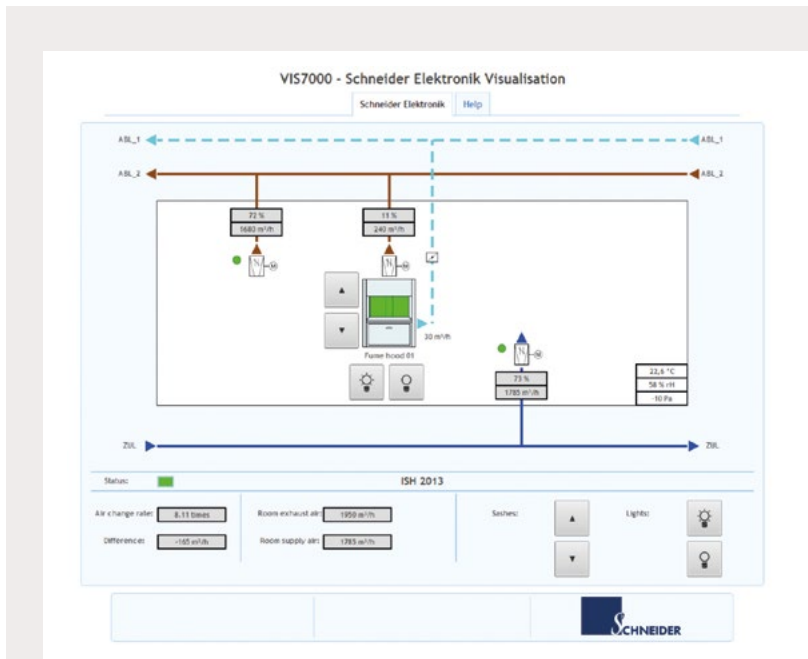 VIS7000 - Schneider Elektronik Visualisation
Schneider Elektronik Help
ABL_1 ABL_1
ABL_2 ABL_2
72 % 11 %
1680 m³/h 240 m³/h
M M
30 m³/h
Fume hood 01
M
73 %
1785 m³/h
22,6 °C
58 % rH
-10 Pa
ZUL ZUL
Status: ISH 2013
Air change rate: 8.11 times Room exhaust air: 1950 m³/h Sashes: Lights:
Difference: -165 m³/h Room supply air: 1785 m³/h
SCHNEIDER